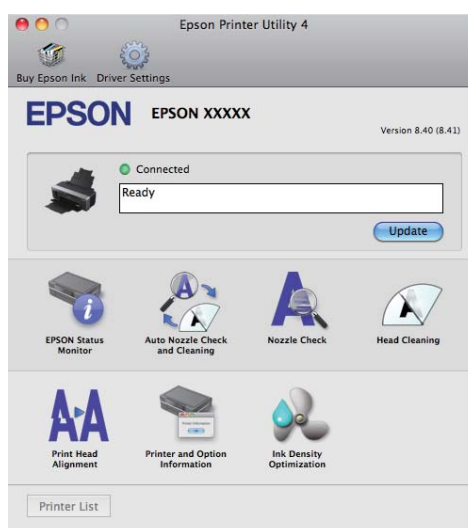 Epson Printer Utility 4
Buy Epson Ink Driver Settings
EPSON EPSON XXXXX
Version 8.40 (8.41)
Connected
Ready
Update
EPSON Status
Monitor
Auto Nozzle Check
and Cleaning
Nozzle Check
Head Cleaning
Print Head
Alignment
Printer and Option
Information
Ink Density
Optimization
Printer List